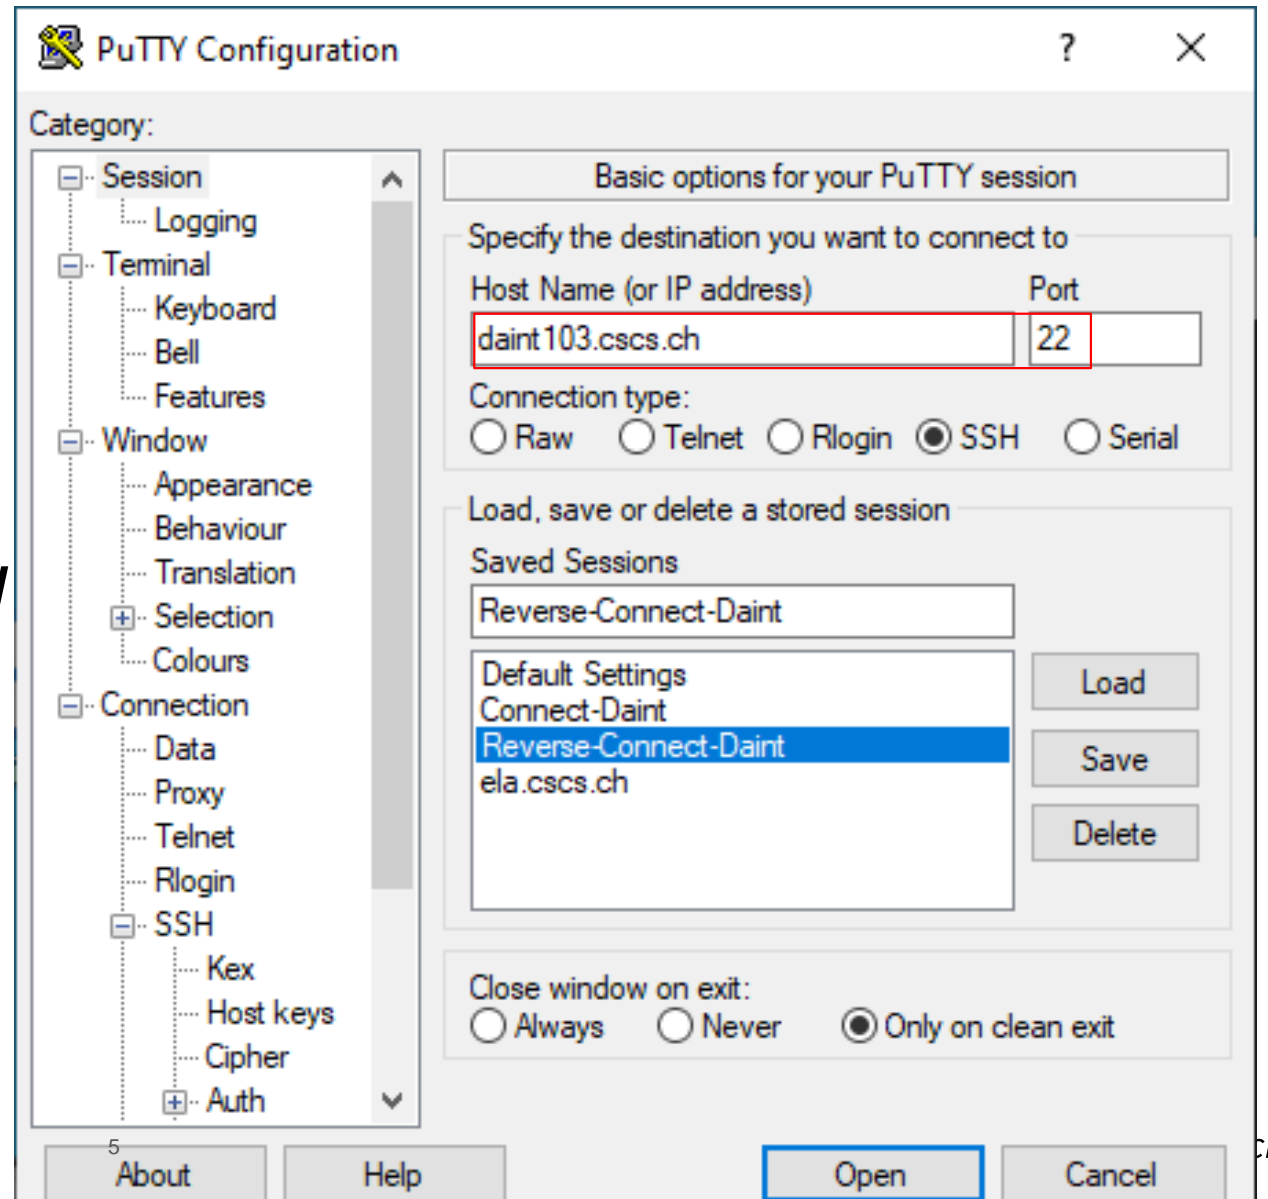 PuTTY Configuration
?
Category:
Session
Logging
Terminal
Keyboard
Bell
Features
Window
Appearance
Behaviour
Translation
Selection
Colours
Connection
Data
Proxy
Telnet
Rlogin
SSH
Kex
Host keys
Cipher
Auth
Basic options for your PuTTY session
Specify the destination you want to connect to
Host Name (or IP address) Port
daint103.cscs.ch 22
Connection type:
Raw Telnet Rlogin SSH Serial
Load, save or delete a stored session
Saved Sessions
Reverse-Connect-Daint
Default Settings
Connect-Daint
Reverse-Connect-Daint
ela.cscs.ch
Load
Save
Delete
Close window on exit:
Always Never Only on clean exit
5
About Help Open Cancel